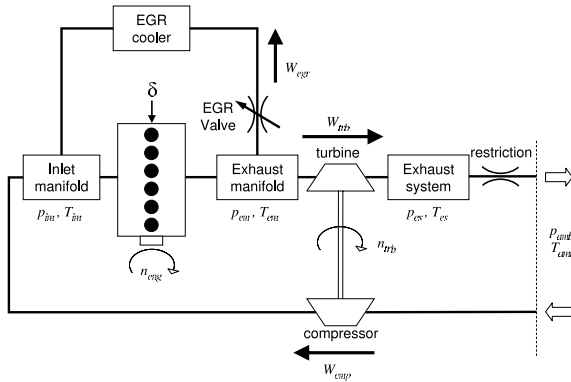 EGR
cooler
W_egr
δ
EGR
Valve
W_trb
turbine
restriction
Inlet
manifold
Exhaust
manifold
Exhaust
system
p_im, T_im
p_em, T_em
p_es, T_es
n_eng
n_trb
p_amb
T_amb
compressor
W_cmp